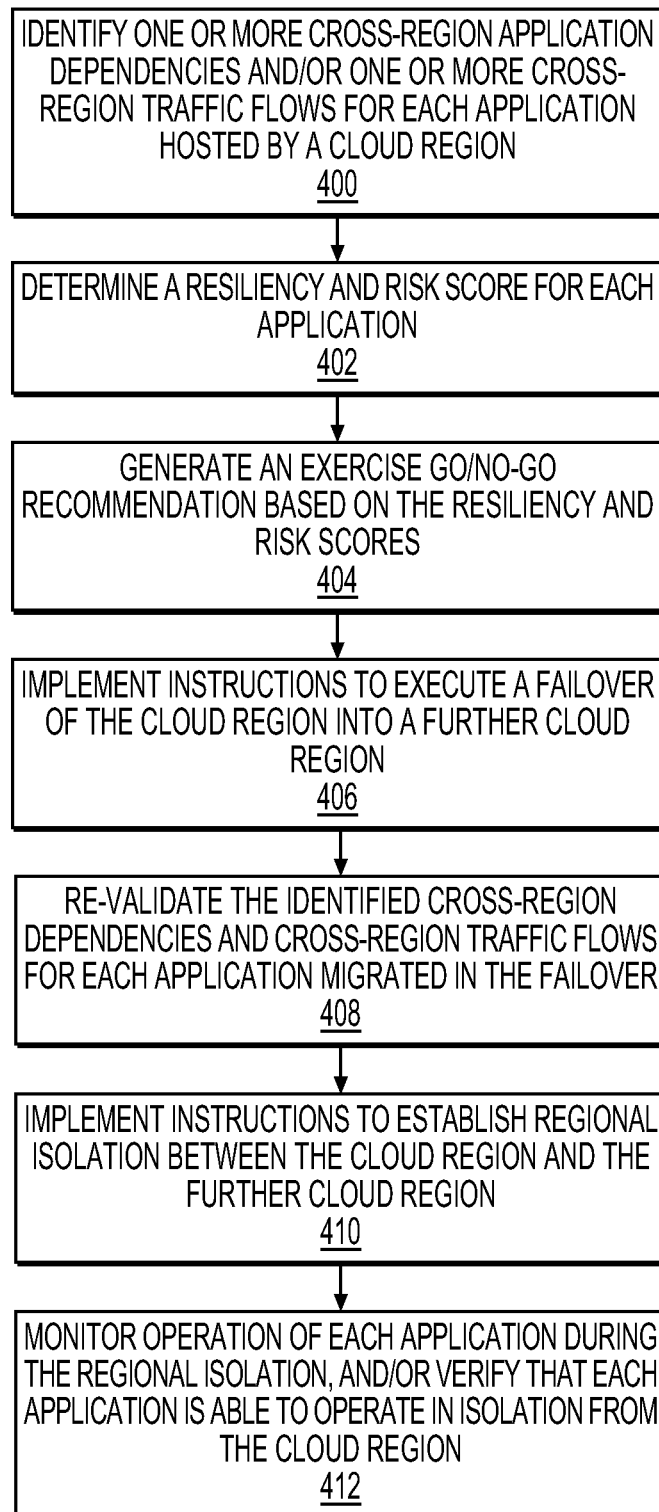 IDENTIFY ONE OR MORE CROSS-REGION APPLICATION
DEPENDENCIES AND/OR ONE OR MORE CROSS-
REGION TRAFFIC FLOWS FOR EACH APPLICATION
HOSTED BY A CLOUD REGION
400
DETERMINE A RESILIENCY AND RISK SCORE FOR EACH
APPLICATION
402
GENERATE AN EXERCISE GO/NO-GO
RECOMMENDATION BASED ON THE RESILIENCY AND
RISK SCORES
404
IMPLEMENT INSTRUCTIONS TO EXECUTE A FAILOVER
OF THE CLOUD REGION INTO A FURTHER CLOUD
REGION
406
RE-VALIDATE THE IDENTIFIED CROSS-REGION
DEPENDENCIES AND CROSS-REGION TRAFFIC FLOWS
FOR EACH APPLICATION MIGRATED IN THE FAILOVER
408
IMPLEMENT INSTRUCTIONS TO ESTABLISH REGIONAL
ISOLATION BETWEEN THE CLOUD REGION AND THE
FURTHER CLOUD REGION
410
MONITOR OPERATION OF EACH APPLICATION DURING
THE REGIONAL ISOLATION, AND/OR VERIFY THAT EACH
APPLICATION IS ABLE TO OPERATE IN ISOLATION FROM
THE CLOUD REGION
412